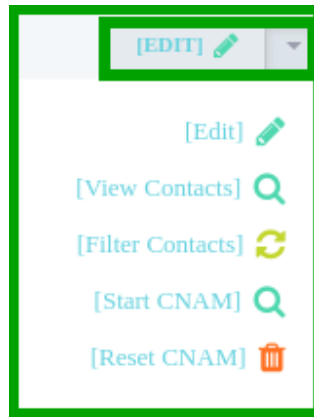 [EDIT]
[Edit]
[View Contacts]
[Filter Contacts]
[Start CNAM]
[Reset CNAM]